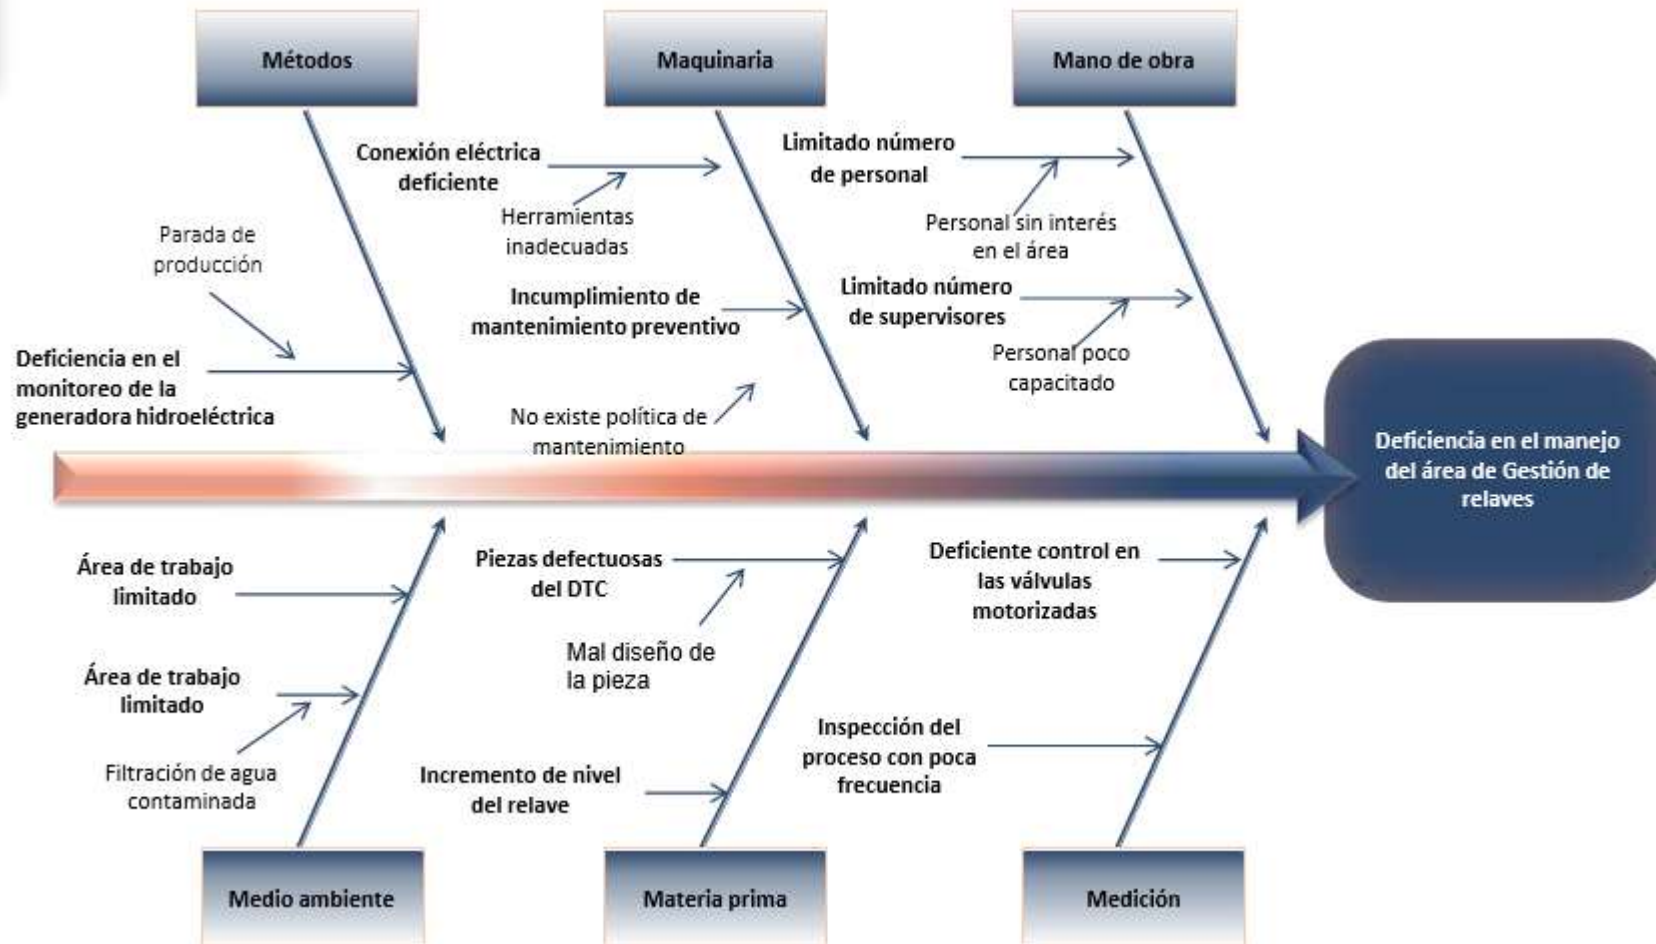 Métodos
Maquinaria
Mano de obra
Conexión eléctrica
deficiente
Herramientas
inadecuadas
Limitado número
de personal
Personal sin interés
en el área
Parada de
producción
Incumplimiento de
mantenimiento preventivo
Limitado número
de supervisores
Personal poco
capacitado
Deficiencia en el
monitoreo de la
generadora hidroeléctrica
No existe política de
mantenimiento
Deficiencia en el manejo
del área de Gestión de
relaves
Área de trabajo
limitado
Piezas defectuosas
del DTC
Mal diseño de
la pieza
Deficiente control en
las válvulas
motorizadas
Área de trabajo
limitado
Filtración de agua
contaminada
Incremento de nivel
del relave
Inspección del
proceso con poca
frecuencia
Medio ambiente
Materia prima
Medición